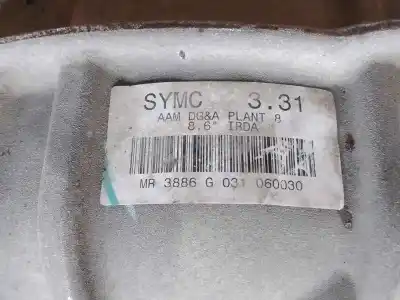 SYMC 3.31
AAM DG&A PLANT 8
8.6" IRDA
MR 3886 G 031 060030